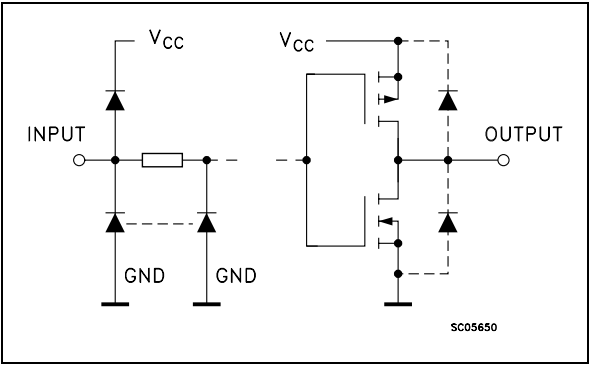 VCC
VCC
INPUT
OUTPUT
GND
GND
SC05650